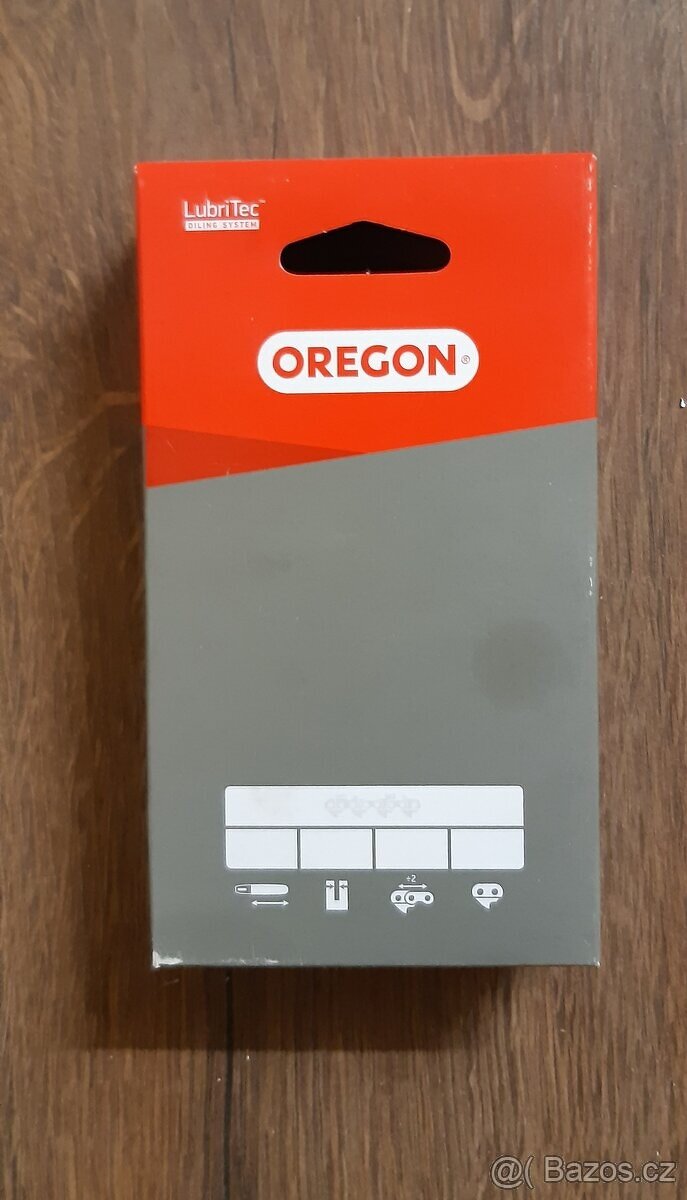 LubriTec™
OILING SYSTEM
OREGON®
÷2
@( Bazos.cz